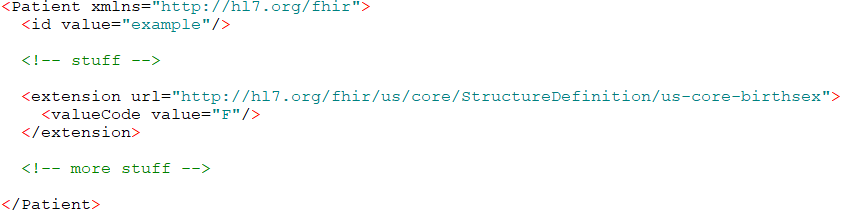 <Patient xmlns="http://hl7.org/fhir">
<id value="example"/>
<!-- stuff -->
<extension url="http://hl7.org/fhir/us/core/StructureDefinition/us-core-birthsex">
<valueCode value="F"/>
</extension>
<!-- more stuff -->
</Patient>